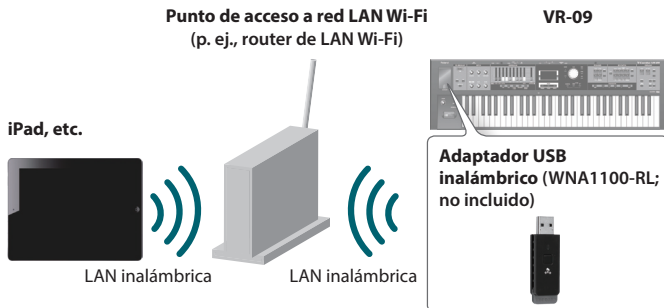 Punto de acceso a red LAN Wi-Fi
(p. ej., router de LAN Wi-Fi)
VR-09
iPad, etc.
Adaptador USB
inalámbrico (WNA1100-RL;
no incluido)
LAN inalámbrica
LAN inalámbrica